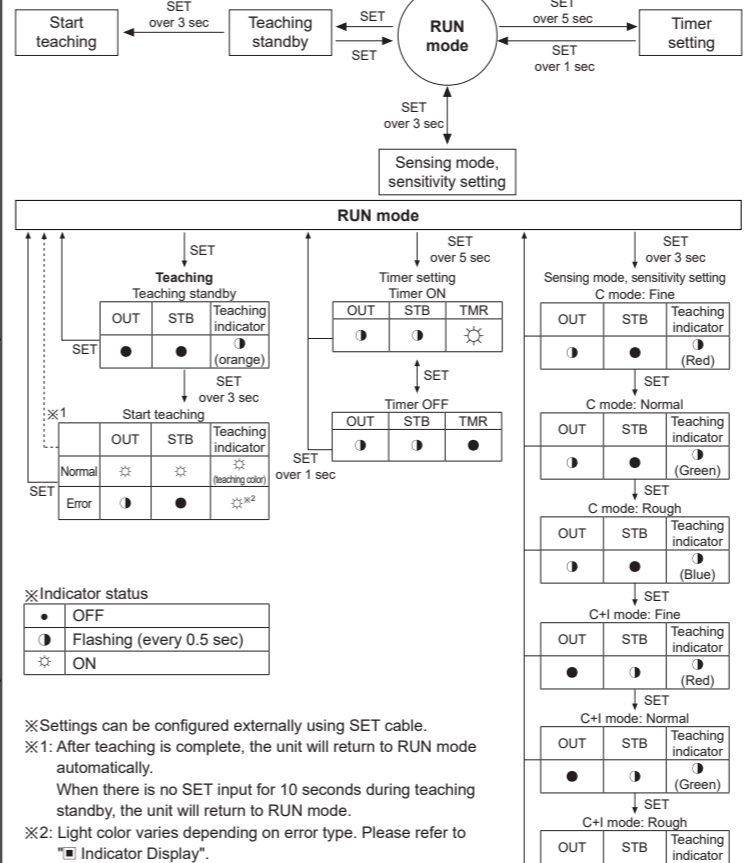 SET
over 3 sec
Start
teaching
Teaching
standby
SET
SET
RUN
mode
SET
over 5 sec
SET
over 1 sec
Timer
setting
SET
over 3 sec
Sensing mode,
sensitivity setting
RUN mode
SET
Teaching
Teaching standby
OUT STB Teaching indicator
● ● ◑ (orange)
SET
SET
over 3 sec
※1
Start teaching
OUT STB Teaching indicator
Normal ☼ ☼ ☼ (teaching color)
Error ◑ ● ☼※2
SET
SET
over 5 sec
Timer setting
Timer ON
OUT STB TMR
◑ ◑ ☼
SET
Timer OFF
OUT STB TMR
◑ ◑ ●
SET
over 1 sec
SET
over 3 sec
Sensing mode, sensitivity setting
C mode: Fine
OUT STB Teaching indicator
◑ ● ◑ (Red)
SET
C mode: Normal
OUT STB Teaching indicator
◑ ● ◑ (Green)
SET
C mode: Rough
OUT STB Teaching indicator
◑ ● ◑ (Blue)
SET
C+I mode: Fine
OUT STB Teaching indicator
● ◑ ◑ (Red)
SET
C+I mode: Normal
OUT STB Teaching indicator
● ◑ ◑ (Green)
SET
C+I mode: Rough
OUT STB Teaching indicator
※Indicator status
● OFF
◑ Flashing (every 0.5 sec)
☼ ON
※Settings can be configured externally using SET cable.
※1: After teaching is complete, the unit will return to RUN mode
automatically.
When there is no SET input for 10 seconds during teaching
standby, the unit will return to RUN mode.
※2: Light color varies depending on error type. Please refer to
"▣ Indicator Display".